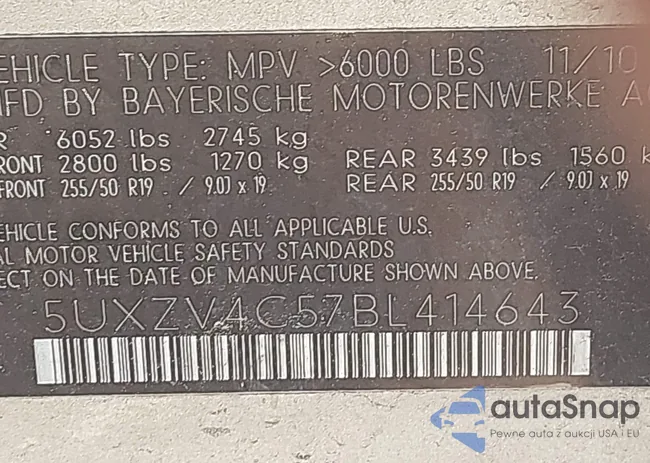 EHICLE TYPE: MPV >6000 LBS 11/10
MFD BY BAYERISCHE MOTORENWERKE A
R 6052 lbs 2745 kg
RONT 2800 lbs 1270 kg REAR 3439 lbs 1560 k
FRONT 255/50 R19 / 9.0J x 19 REAR 255/50 R19 / 9.0J x 19
EHICLE CONFORMS TO ALL APPLICABLE U.S.
AL MOTOR VEHICLE SAFETY STANDARDS
ECT ON THE DATE OF MANUFACTURE SHOWN ABOVE.
5UXZV4C57BL414643
autaSnap
Pewne auta z aukcji USA i EU